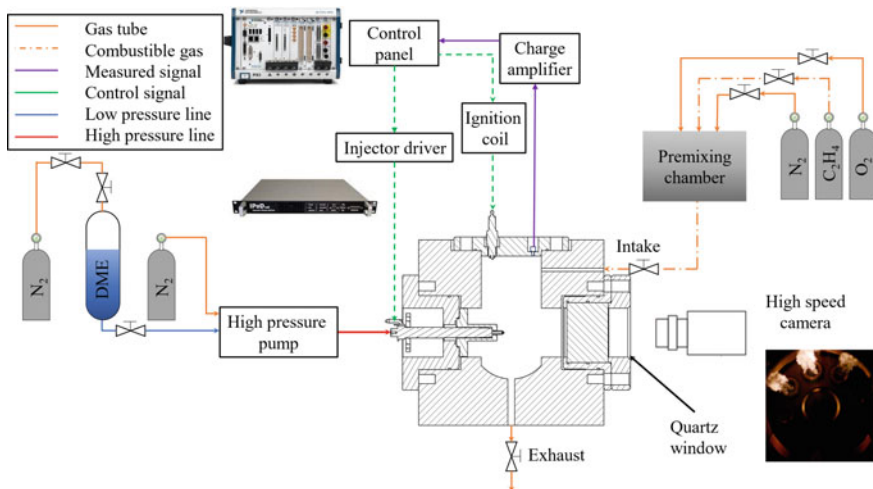 Gas tube
Combustible gas
Measured signal
Control signal
Low pressure line
High pressure line
Control
panel
Charge
amplifier
Injector driver
Ignition
coil
Premixing
chamber
N2
C2H4
O2
N2
DME
N2
High pressure
pump
Intake
High speed
camera
Quartz
window
Exhaust